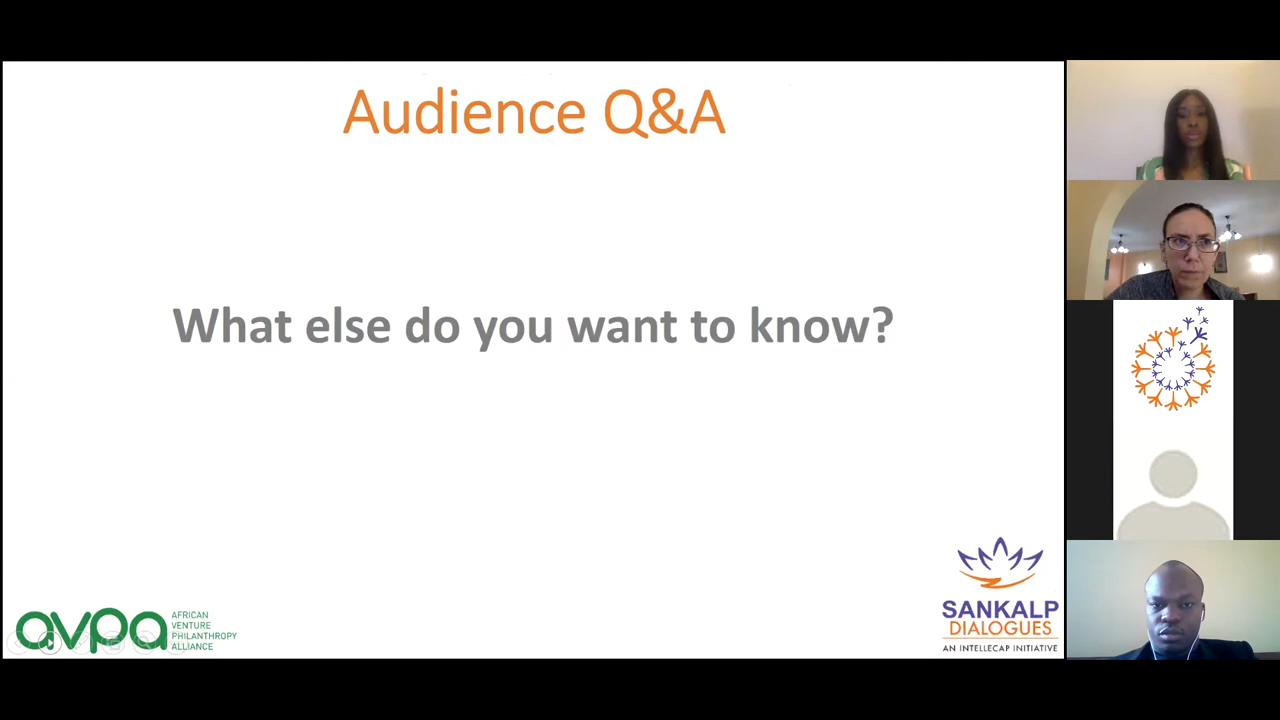 Audience Q&A
What else do you want to know?
avpa
AFRICAN
VENTURE
PHILANTHROPY
ALLIANCE
SANKALP
DIALOGUES
AN INTELLECAP INITIATIVE